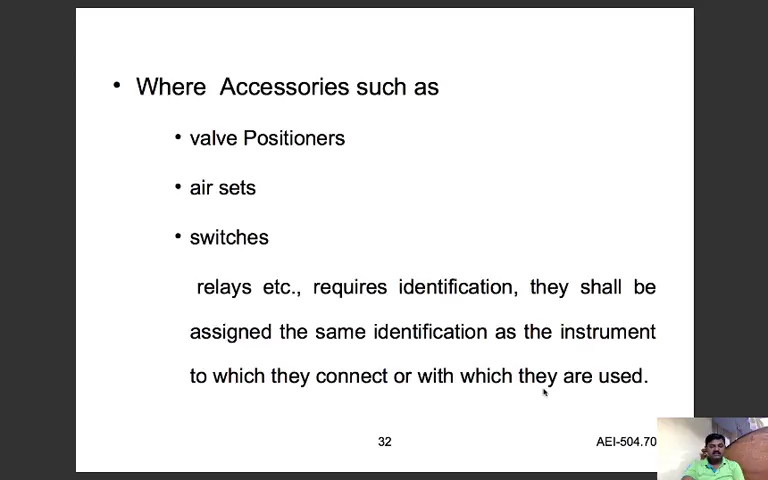 • Where Accessories such as
• valve Positioners
• air sets
• switches
relays etc., requires identification, they shall be
assigned the same identification as the instrument
to which they connect or with which they are used.
32
AEI-504.70